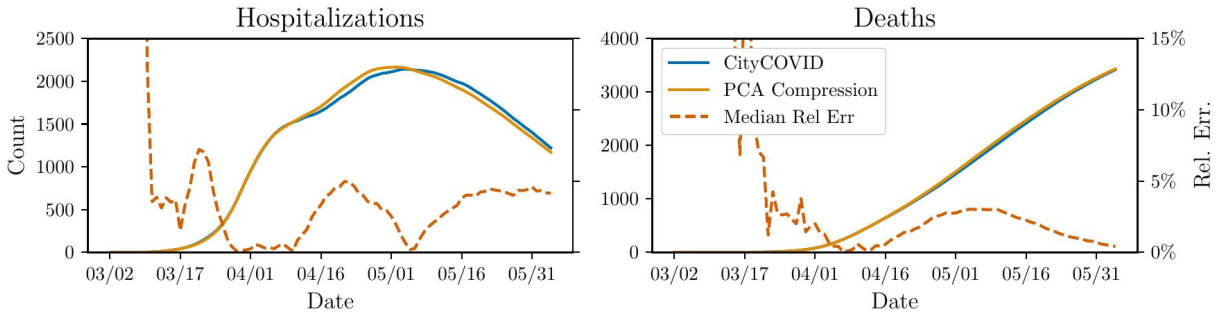 Hospitalizations
Count
2500
2000
1500
1000
500
0
03/02 03/17 04/01 04/16 05/01 05/16 05/31
Date
Deaths
4000
3000
2000
1000
0
CityCOVID
PCA Compression
Median Rel Err
15%
10%
5%
0%
Rel. Err.
03/02 03/17 04/01 04/16 05/01 05/16 05/31
Date